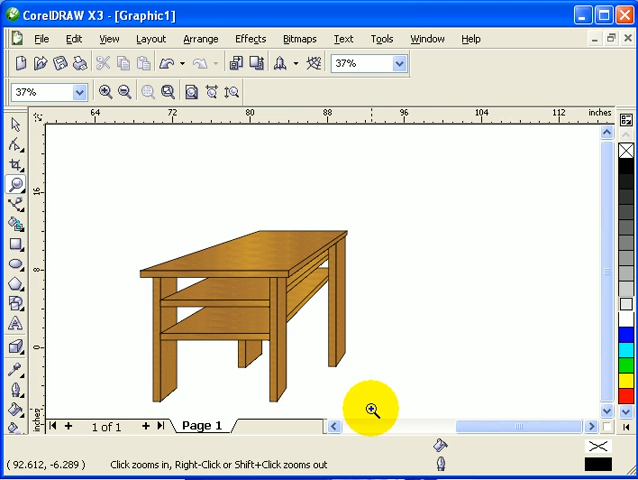 CorelDRAW X3 - [Graphic1]
File Edit View Layout Arrange Effects Bitmaps Text Tools Window Help
37%
37%
64 72 80 88 96 104 112 inches
16
8
0
inches
1 of 1 Page 1
( 92.612, -6.289 ) Click zooms in, Right-Click or Shift+Click zooms out